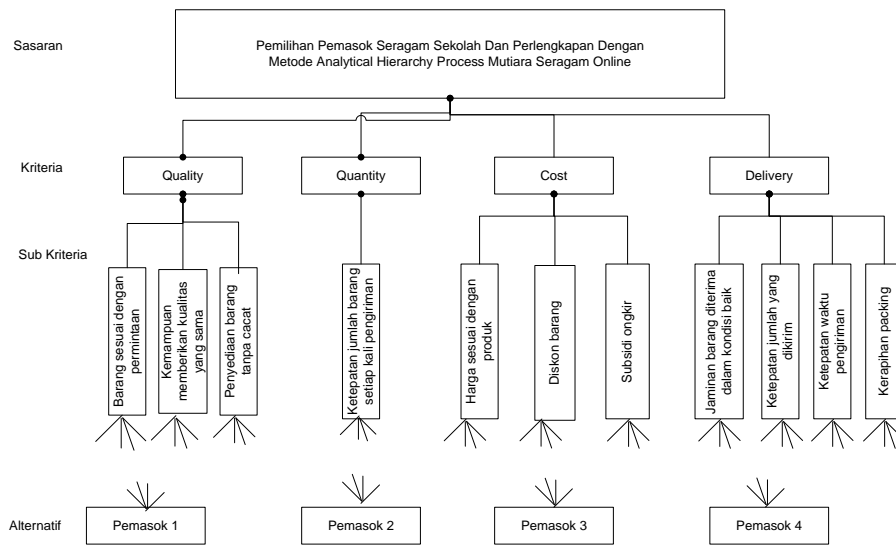 Sasaran
Pemilihan Pemasok Seragam Sekolah Dan Perlengkapan Dengan
Metode Analytical Hierarchy Process Mutiara Seragam Online
Kriteria
Quality
Quantity
Cost
Delivery
Sub Kriteria
Barang sesuai dengan
permintaan
Kemampuan
memberikan kualitas
yang sama
Penyediaan barang
tanpa cacat
Ketepatan jumlah barang
setiap kali pengiriman
Harga sesuai dengan
produk
Diskon barang
Subsidi ongkir
Jaminan barang diterima
dalam kondisi baik
Ketepatan jumlah yang
dikirim
Ketepatan waktu
pengiriman
Kerapihan packing
Alternatif
Pemasok 1
Pemasok 2
Pemasok 3
Pemasok 4